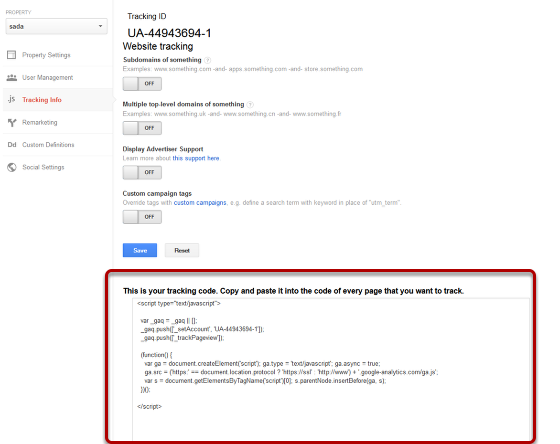 PROPERTY
sada
Property Settings
User Management
.js Tracking Info
Remarketing
Dd Custom Definitions
Social Settings
Tracking ID
UA-44943694-1
Website tracking
Subdomains of something ?
Examples: www.something.com -and- apps.something.com -and- store.something.com
OFF
Multiple top-level domains of something ?
Examples: www.something.uk -and- www.something.cn -and- www.something.fr
OFF
Display Advertiser Support
Learn more about this support here.
OFF
Custom campaign tags
Override tags with custom campaigns, e.g. define a search term with keyword in place of "utm_term".
OFF
Save Reset
This is your tracking code. Copy and paste it into the code of every page that you want to track.
<script type="text/javascript">
var _gaq = _gaq || [];
_gaq.push(['_setAccount', 'UA-44943694-1']);
_gaq.push(['_trackPageview']);
(function() {
var ga = document.createElement('script'); ga.type = 'text/javascript'; ga.async = true;
ga.src = ('https:' == document.location.protocol ? 'https://ssl' : 'http://www') + '.google-analytics.com/ga.js';
var s = document.getElementsByTagName('script')[0]; s.parentNode.insertBefore(ga, s);
})();
</script>